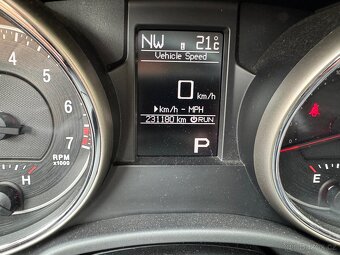 NW 21°C
Vehicle Speed
0 km/h
▶km/h - MPH
231180 km RUN
P
4
5
6
7
RPM
x1000
H
E